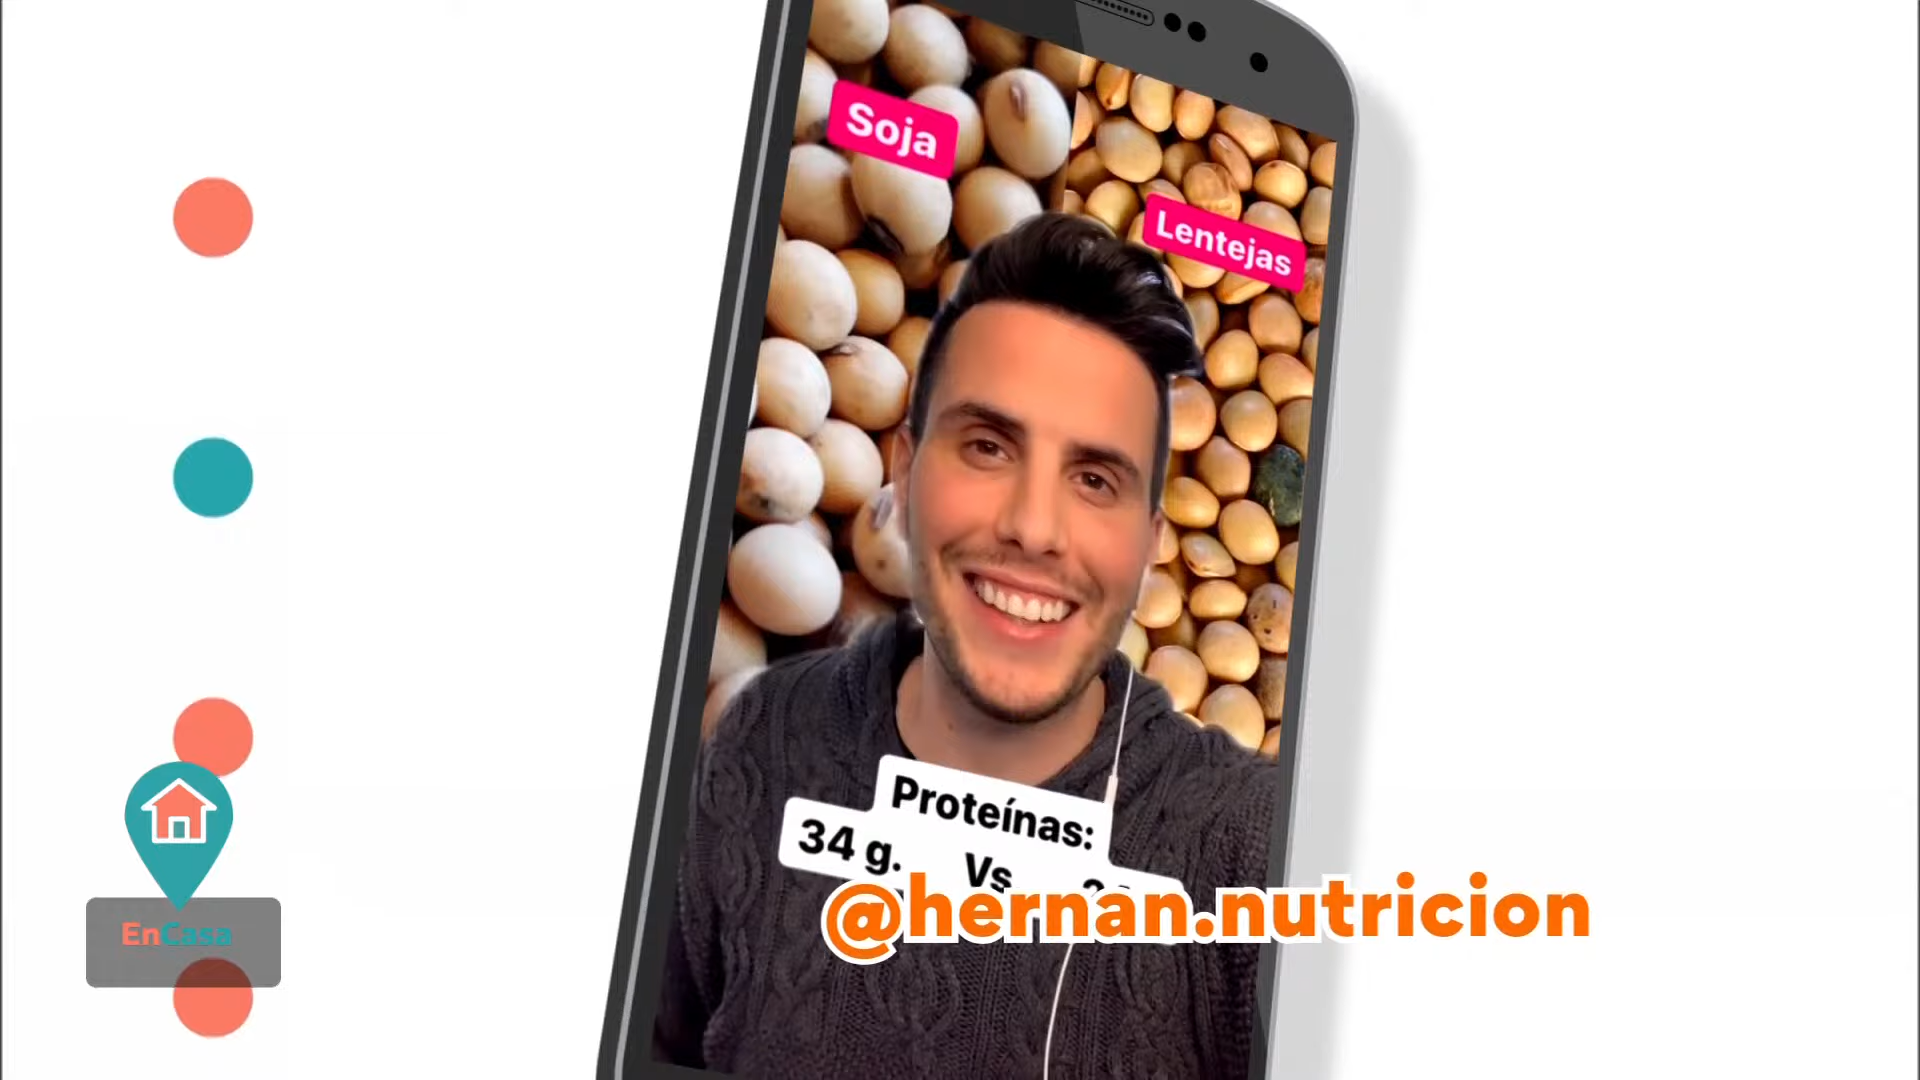 Soja
Lentejas
Proteínas:
34 g. Vs
@hernan.nutricion
EnCasa